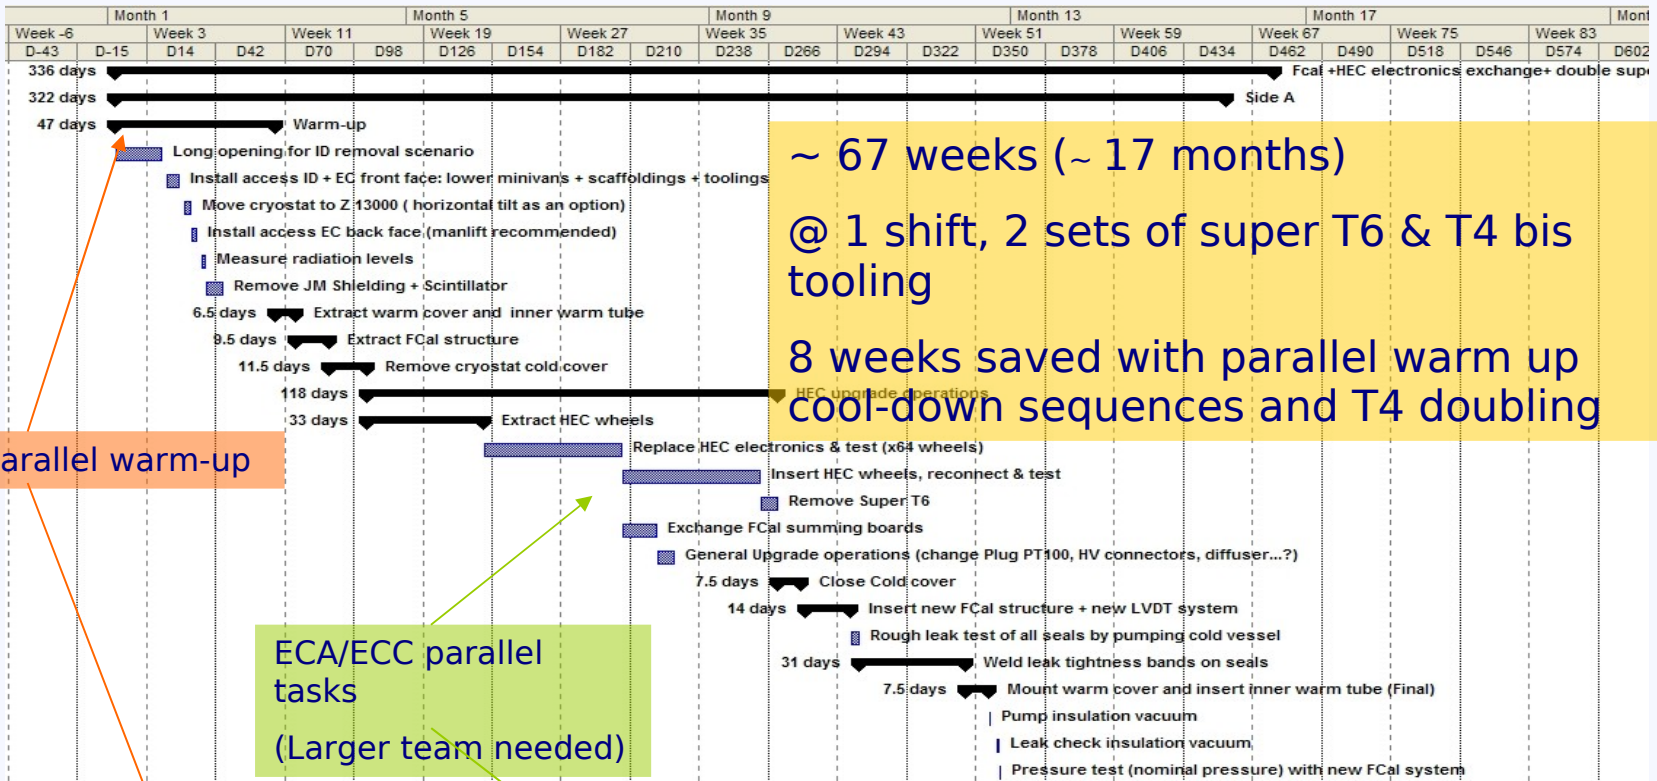 Month 1 Month 5 Month 9 Month 13 Month 17
Week -6 Week 3 Week 11 Week 19 Week 27 Week 35 Week 43 Week 51 Week 59 Week 67 Week 75 Week 83
D-43 D-15 D14 D42 D70 D98 D126 D154 D182 D210 D238 D266 D294 D322 D350 D378 D406 D434 D462 D490 D518 D546 D574 D602
336 days Fcal +HEC electronics exchange+ double
322 days Side A
47 days Warm-up
Long opening for ID removal scenario
Install access ID + EC front face: lower minivans + scaffoldings + toolings
Move cryostat to Z 13000 ( horizontal tilt as an option)
Install access EC back face (manlift recommended)
Measure radiation levels
Remove JM Shielding + Scintillator
6.5 days Extract warm cover and inner warm tube
9.5 days Extract FCal structure
11.5 days Remove cryostat cold cover
118 days HEC upgrade operations
33 days Extract HEC wheels
Replace HEC electronics & test (x64 wheels)
Insert HEC wheels, reconnect & test
Remove Super T6
Exchange FCal summing boards
General Upgrade operations (change Plug PT100, HV connectors, diffuser...?)
7.5 days Close Cold cover
14 days Insert new FCal structure + new LVDT system
Rough leak test of all seals by pumping cold vessel
31 days Weld leak tightness bands on seals
7.5 days Mount warm cover and insert inner warm tube (Final)
Pump insulation vacuum
Leak check insulation vacuum
Pressure test (nominal pressure) with new FCal system
~ 67 weeks (~ 17 months)
@ 1 shift, 2 sets of super T6 & T4 bis
tooling
8 weeks saved with parallel warm up
cool-down sequences and T4 doubling
arallel warm-up
ECA/ECC parallel
tasks
(Larger team needed)